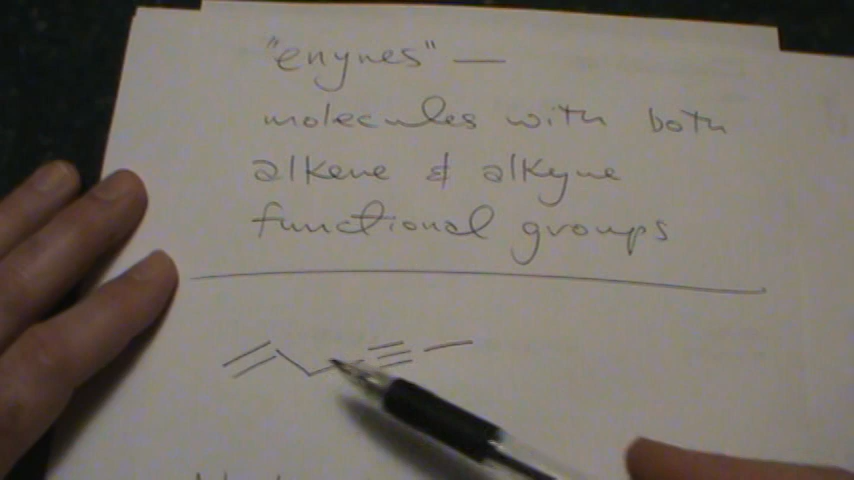 "enynes" —
molecules with both
alkene & alkyne
functional groups